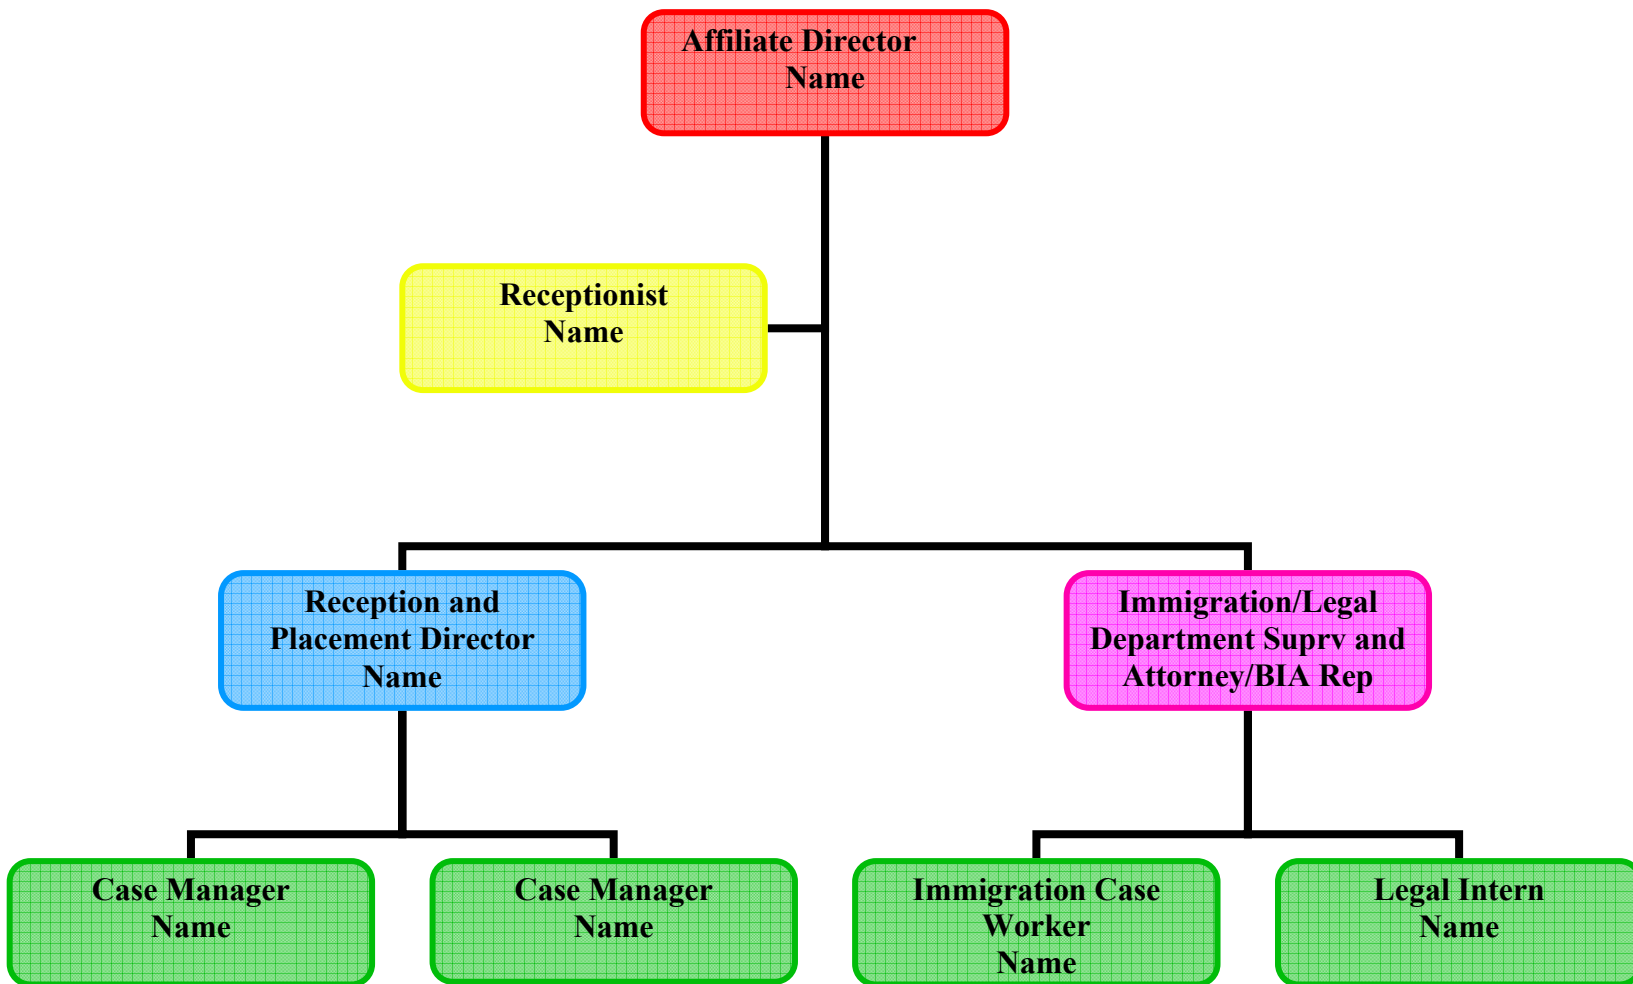 Affiliate Director
Name
Receptionist
Name
Reception and
Placement Director
Name
Immigration/Legal
Department Suprv and
Attorney/BIA Rep
Case Manager
Name
Case Manager
Name
Immigration Case
Worker
Name
Legal Intern
Name